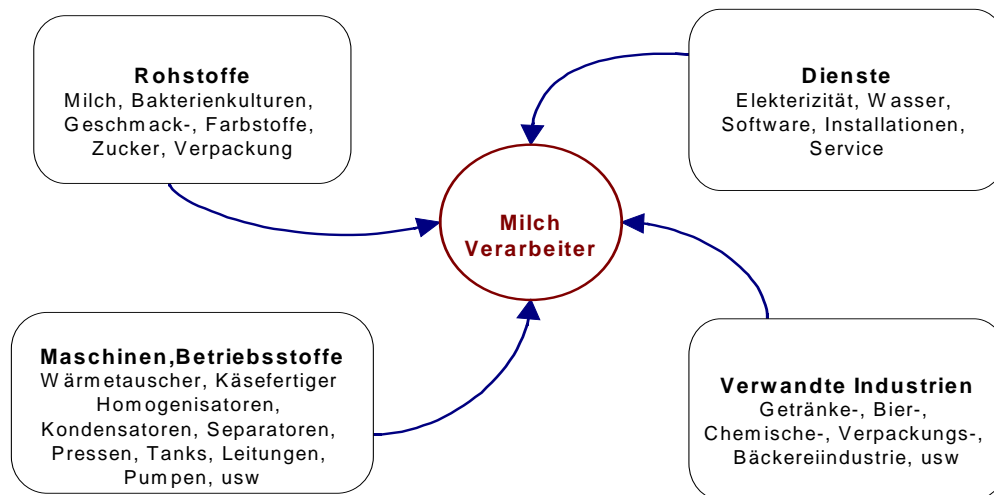 Rohstoffe
Milch, Bakterienkulturen,
Geschmack-, Farbstoffe,
Zucker, Verpackung
Dienste
Elekterizität, Wasser,
Software, Installationen,
Service
Milch
Verarbeiter
Maschinen,Betriebsstoffe
Wärmetauscher, Käsefertiger
Homogenisatoren,
Kondensatoren, Separatoren,
Pressen, Tanks, Leitungen,
Pumpen, usw
Verwandte Industrien
Getränke-, Bier-,
Chemische-, Verpackungs-,
Bäckereiindustrie, usw